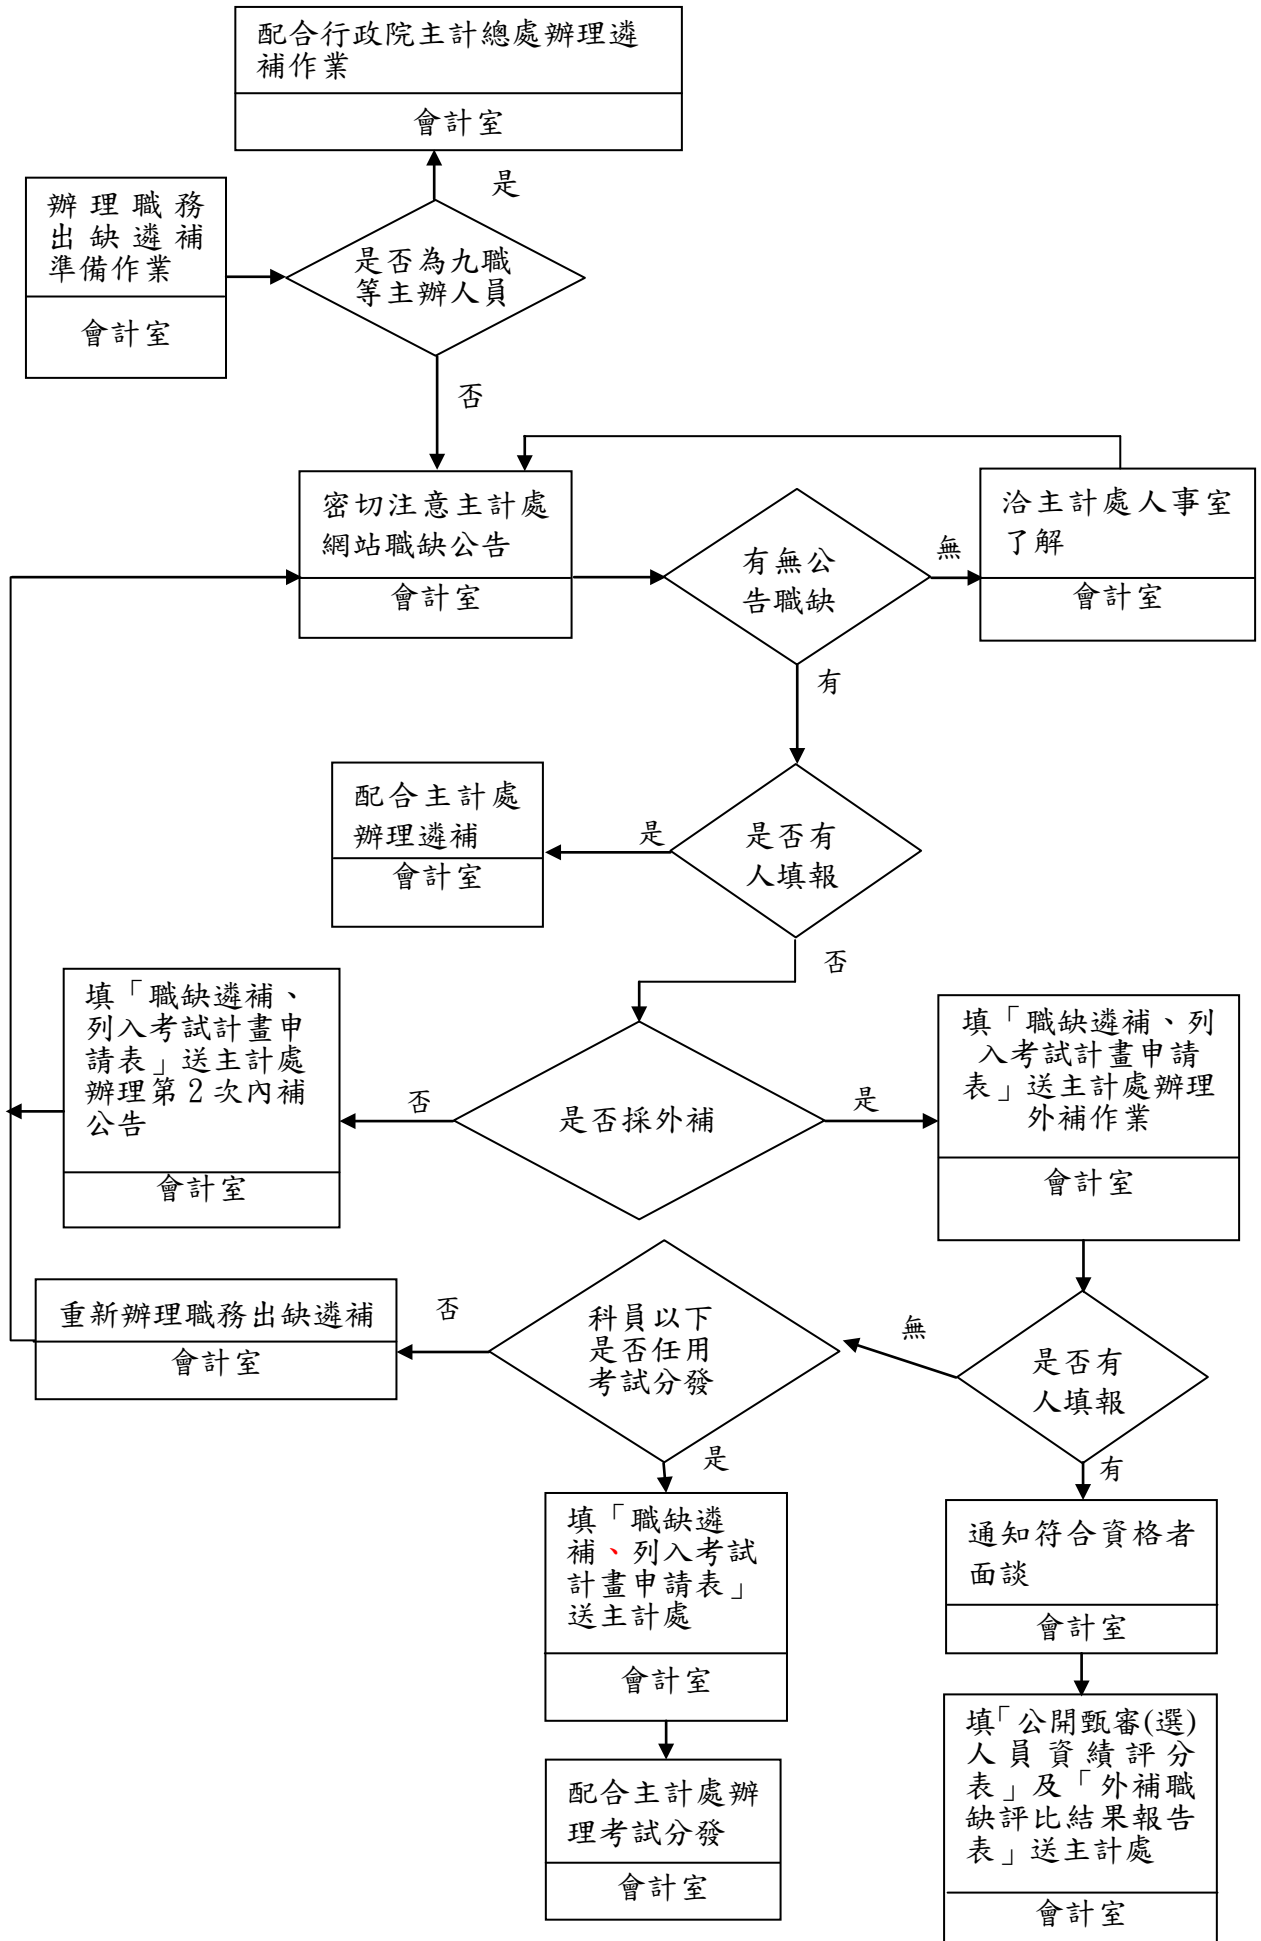 配合行政院主計總處辦理遴
補作業
會計室
是
辦理職務
出缺遴補
準備作業
會計室
是否為九職
等主辦人員
否
密切注意主計處
網站職缺公告
會計室
有無公
告職缺
無
洽主計處人事室
了解
會計室
有
配合主計處
辦理遴補
會計室
是
是否有
人填報
否
填「職缺遴補、
列入考試計畫申
請表」送主計處
辦理第2次內補
公告
會計室
否
是否採外補
是
填「職缺遴補、列
入考試計畫申請
表」送主計處辦理
外補作業
會計室
重新辦理職務出缺遴補
會計室
否
科員以下
是否任用
考試分發
無
是否有
人填報
是
有
填「職缺遴
補、列入考試
計畫申請表」
送主計處
會計室
通知符合資格者
面談
會計室
配合主計處辦
理考試分發
會計室
填「公開甄審(選)
人員資績評分
表」及「外補職
缺評比結果報告
表」送主計處
會計室